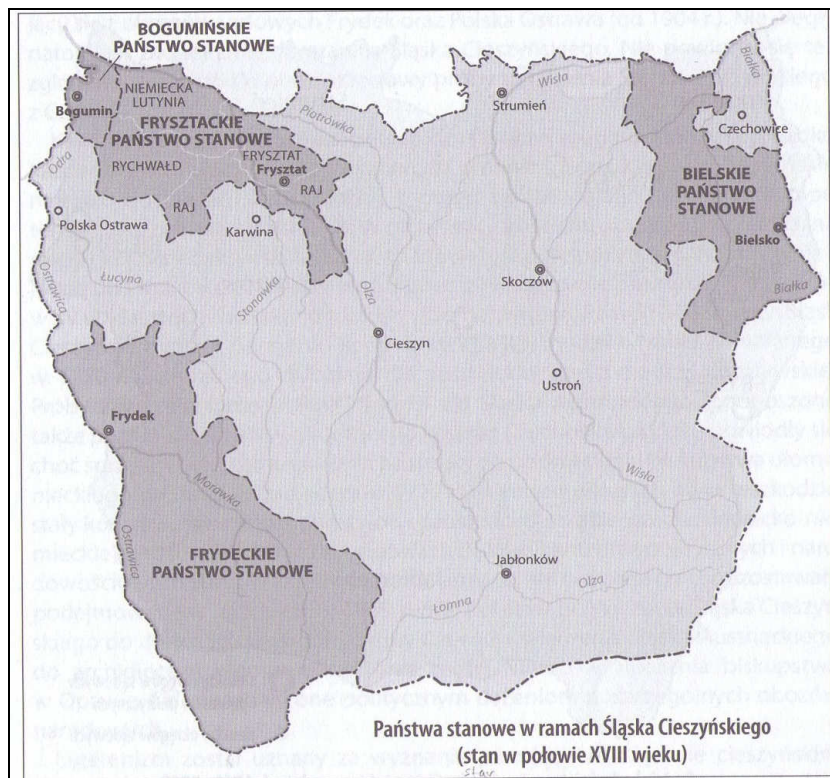 BOGUMIŃSKIE
PAŃSTWO STANOWE
NIEMIECKA
LUTYNIA
Bogumin
FRYSZTACKIE
PAŃSTWO STANOWE
Piotrówka
Wisła
Strumień
Białka
Czechowice
Odra
RYCHWAŁD
FRYSZTAT
Frysztat
RAJ
RAJ
BIELSKIE
PAŃSTWO
STANOWE
Polska Ostrawa
Karwina
Bielsko
Ostrawica
Łucyna
Stonawka
Olza
Skoczów
Białka
Cieszyn
Ustroń
Frydek
Morawka
Wisła
Ostrawica
FRYDECKIE
PAŃSTWO STANOWE
Jabłonków
Olza
Łomna
Państwa stanowe w ramach Śląska Cieszyńskiego
(stan w połowie XVIII wieku)